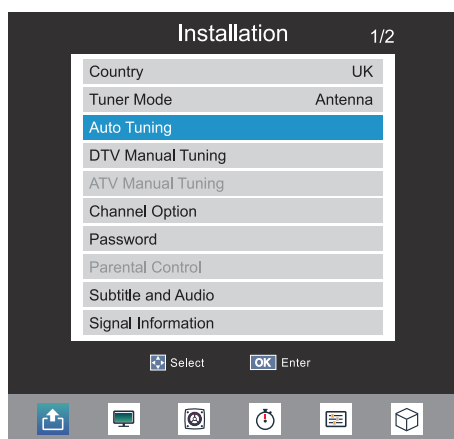 Installation 1/2
Country UK
Tuner Mode Antenna
Auto Tuning
DTV Manual Tuning
ATV Manual Tuning
Channel Option
Password
Parental Control
Subtitle and Audio
Signal Information
Select OK Enter